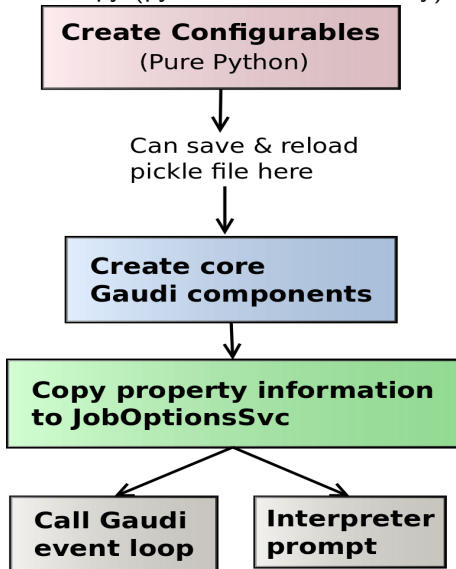 Create Configurables
(Pure Python)
Can save & reload
pickle file here
Create core
Gaudi components
Copy property information
to JobOptionsSvc
Call Gaudi
event loop
Interpreter
prompt